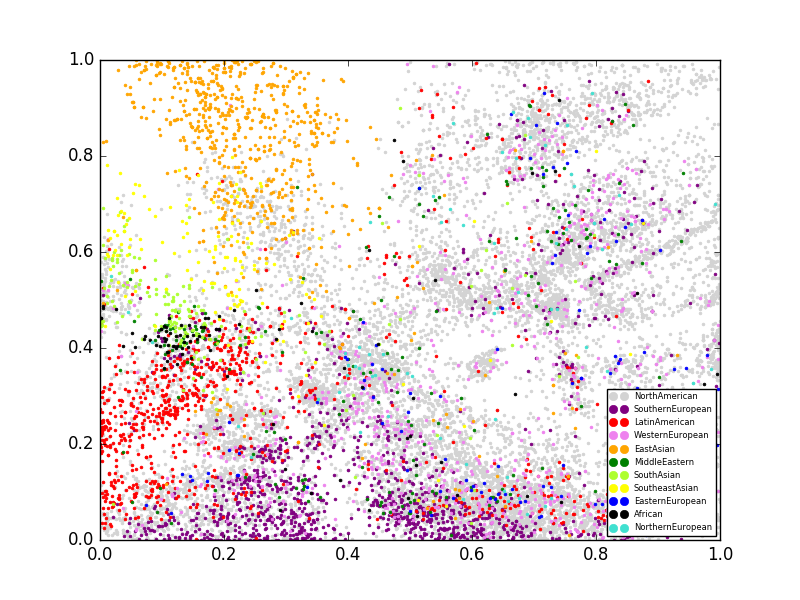 1.0
0.8
0.6
0.4
0.2
0.0
0.0 0.2 0.4 0.6 0.8 1.0
NorthAmerican
SouthernEuropean
LatinAmerican
WesternEuropean
EastAsian
MiddleEastern
SouthAsian
SoutheastAsian
EasternEuropean
African
NorthernEuropean